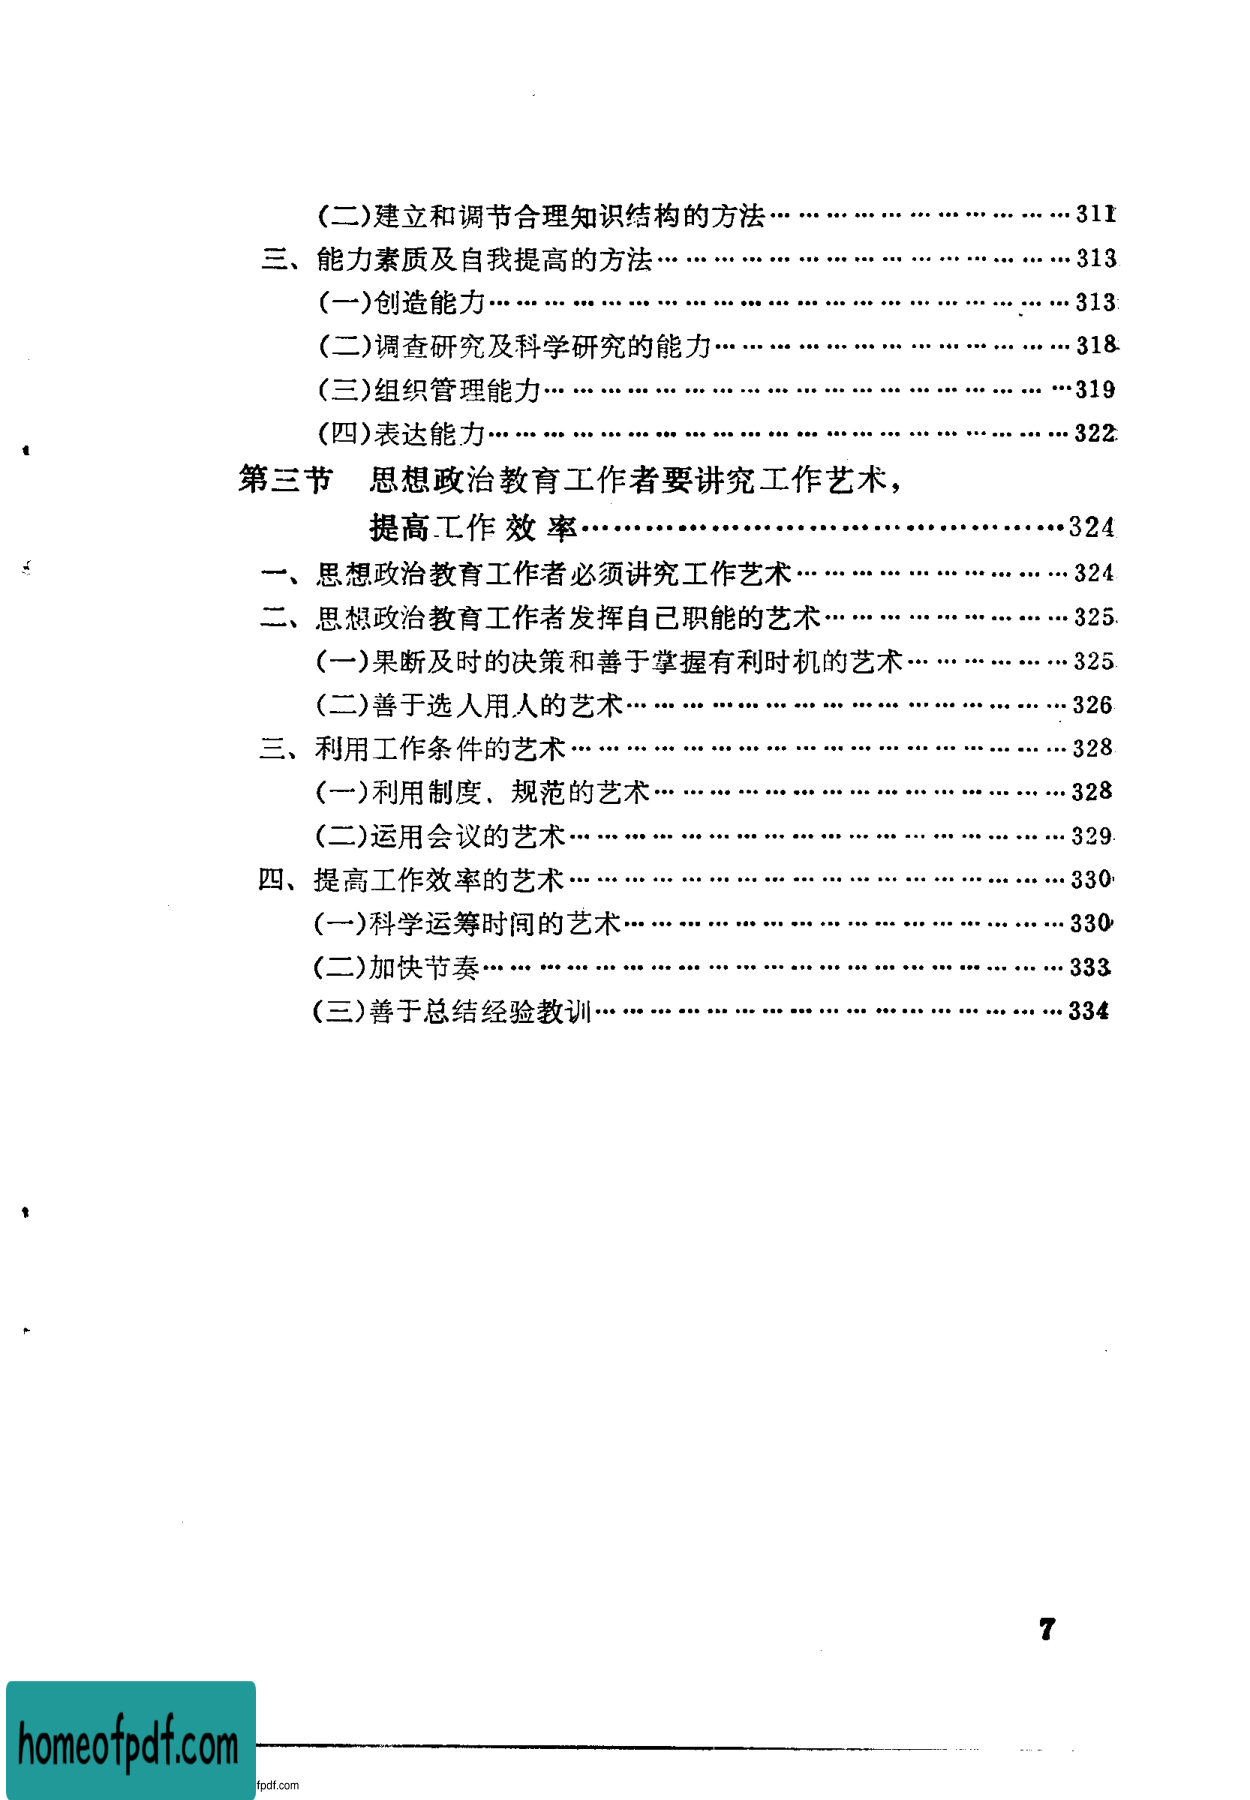 (二)建立和调节合理知识结构的方法… … … … … … … … … … …311
三、能力素质及自我提高的方法… … … … … … … … … … … … … … …313
(一)创造能力… … … … … … … … … … … … … … … … … … … … …313
(二)调查研究及科学研究的能力… … … … … … … … … … … … …318
(三)组织管理能力… … … … … … … … … … … … … … … … … … …319
(四)表达能力… … … … … … … … … … … … … … … … … … … … …322
第三节 思想政治教育工作者要讲究工作艺术,
提高工作效率………………………………………324
一、思想政治教育工作者必须讲究工作艺术… … … … … … … … … …324
二、思想政治教育工作者发挥自己职能的艺术… … … … … … … … …325
(一)果断及时的决策和善于掌握有利时机的艺术… … … … … …325
(二)善于选人用人的艺术… … … … … … … … … … … … … … … …326
三、利用工作条件的艺术… … … … … … … … … … … … … … … … … …328
(一)利用制度、规范的艺术… … … … … … … … … … … … … … …328
(二)运用会议的艺术… … … … … … … … … … … … … … … … … …329
四、提高工作效率的艺术… … … … … … … … … … … … … … … … … …330
(一)科学运筹时间的艺术… … … … … … … … … … … … … … … …330
(二)加快节奏… … … … … … … … … … … … … … … … … … … … …333
(三)善于总结经验教训… … … … … … … … … … … … … … … … …334
7
homeofpdf.com
fpdf.com